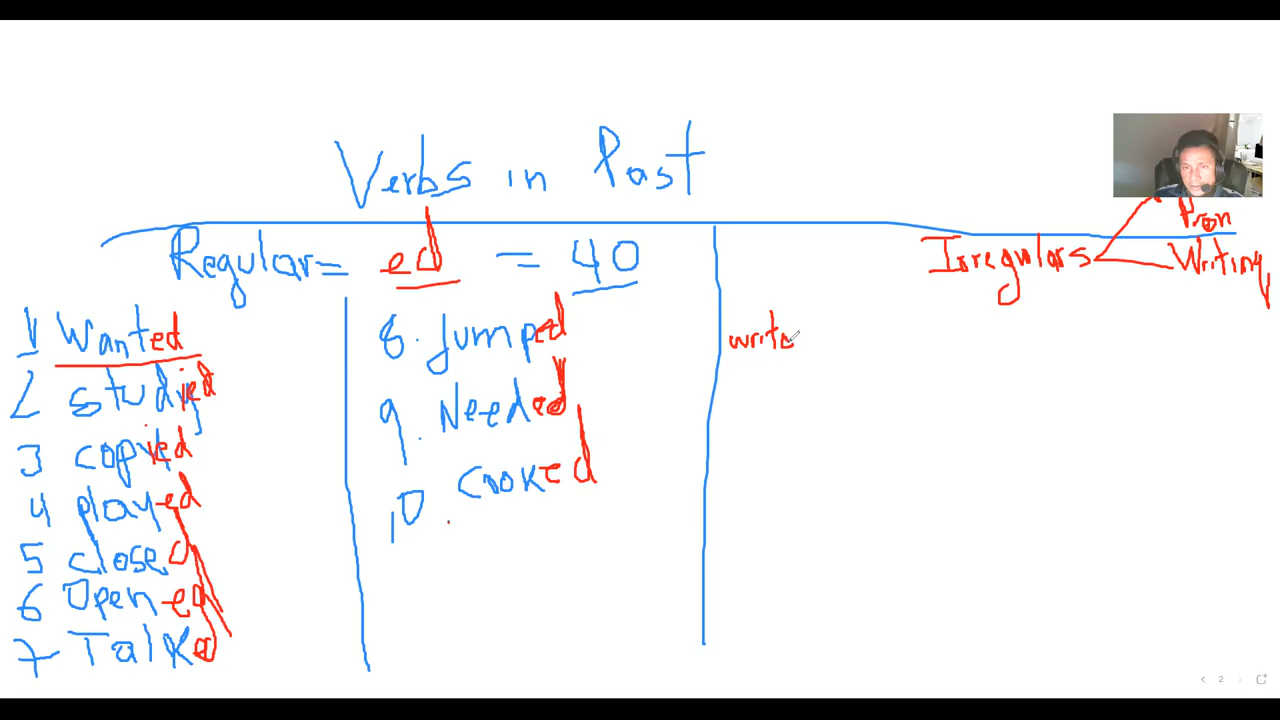 Verbs in Past
Regular = ed = 40
Irregulars
Pron
Writing
1 Wanted
2 studied
3 copied
4 played
5 closed
6 Opened
7 Talked
8. Jumped
9. Needed
10. cooked
write
2